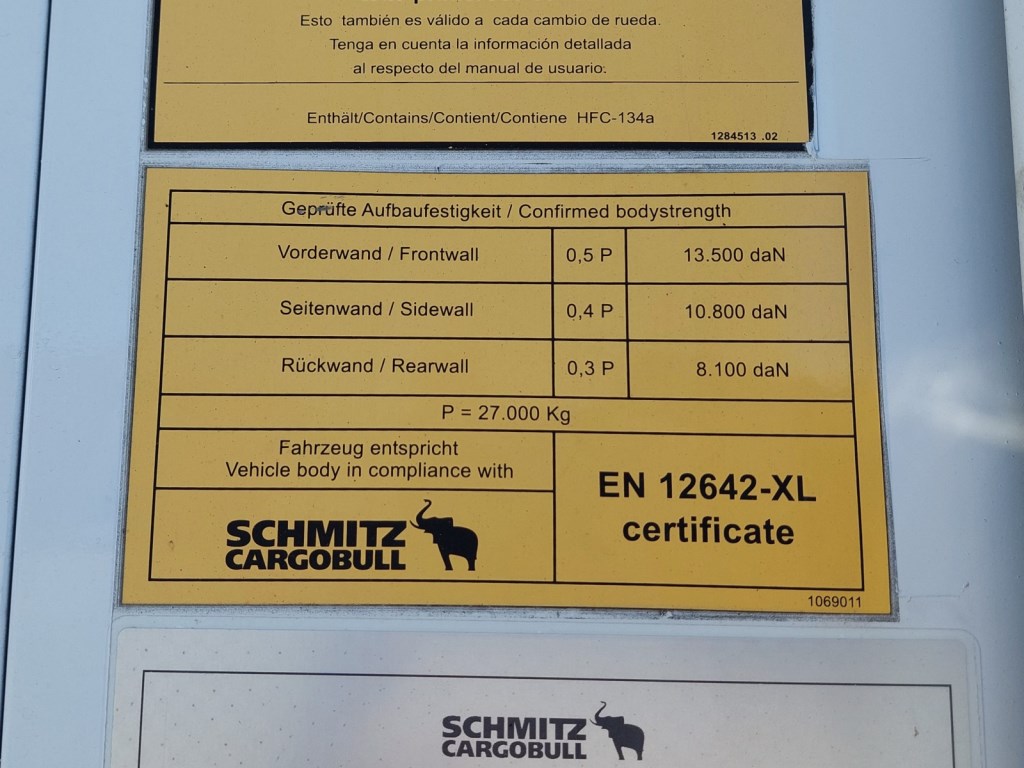 Esto también es válido a cada cambio de rueda.
Tenga en cuenta la información detallada
al respecto del manual de usuario.
Enthält/Contains/Contient/Contiene HFC-134a
1284513 .02
Geprüfte Aufbaufestigkeit / Confirmed bodystrength
Vorderwand / Frontwall 0,5 P 13.500 daN
Seitenwand / Sidewall 0,4 P 10.800 daN
Rückwand / Rearwall 0,3 P 8.100 daN
P = 27.000 Kg
Fahrzeug entspricht
Vehicle body in compliance with
EN 12642-XL
certificate
SCHMITZ
CARGOBULL
1069011
SCHMITZ
CARGOBULL